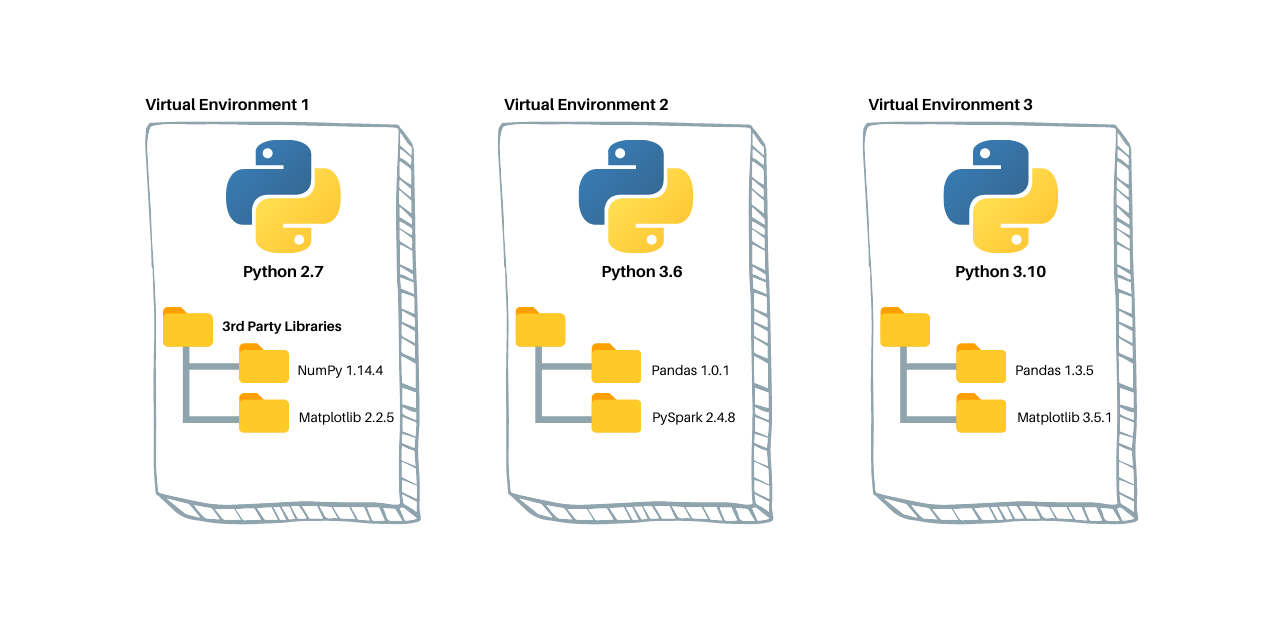 Virtual Environment 1
Python 2.7
3rd Party Libraries
NumPy 1.14.4
Matplotlib 2.2.5
Virtual Environment 2
Python 3.6
Pandas 1.0.1
PySpark 2.4.8
Virtual Environment 3
Python 3.10
Pandas 1.3.5
Matplotlib 3.5.1